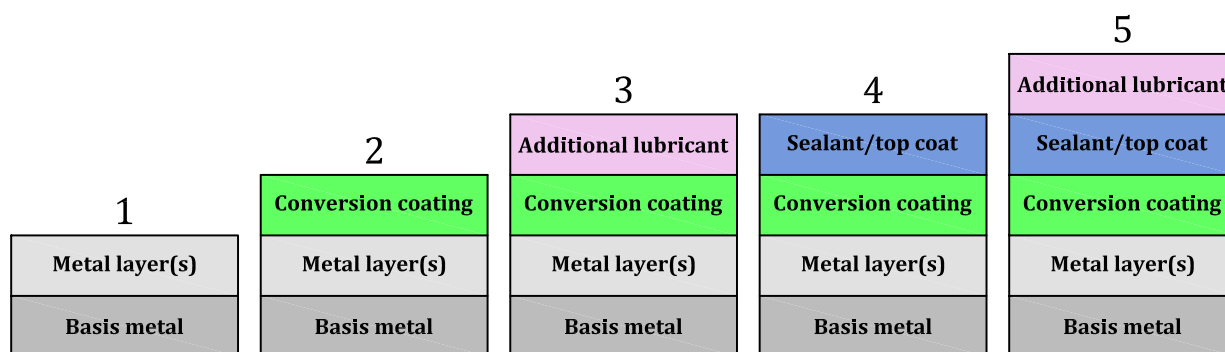 1
Metal layer(s)
Basis metal
2
Conversion coating
Metal layer(s)
Basis metal
3
Additional lubricant
Conversion coating
Metal layer(s)
Basis metal
4
Sealant/top coat
Conversion coating
Metal layer(s)
Basis metal
5
Additional lubricant
Sealant/top coat
Conversion coating
Metal layer(s)
Basis metal